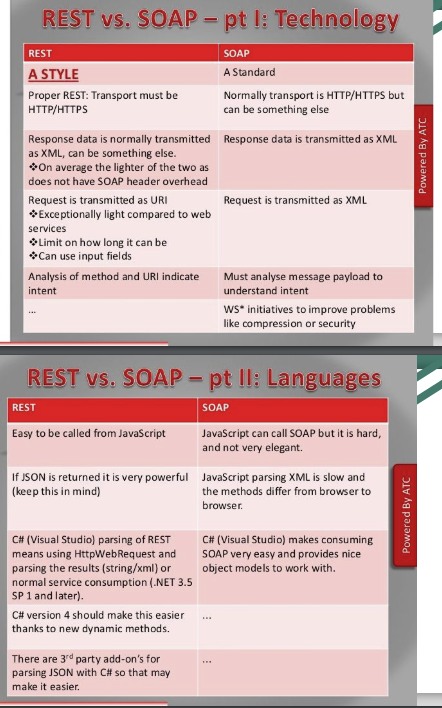 REST vs. SOAP – pt I: Technology
REST
SOAP
A STYLE
A Standard
Proper REST: Transport must be
HTTP/HTTPS
Normally transport is HTTP/HTTPS but
can be something else
Response data is normally transmitted
as XML, can be something else.
❖On average the lighter of the two as
does not have SOAP header overhead
Response data is transmitted as XML
Request is transmitted as URI
❖Exceptionally light compared to web
services
❖Limit on how long it can be
❖Can use input fields
Request is transmitted as XML
Analysis of method and URI indicate
intent
Must analyse message payload to
understand intent
...
WS* initiatives to improve problems
like compression or security
Powered By ATC
REST vs. SOAP – pt II: Languages
REST
SOAP
Easy to be called from JavaScript
JavaScript can call SOAP but it is hard,
and not very elegant.
If JSON is returned it is very powerful
(keep this in mind)
JavaScript parsing XML is slow and
the methods differ from browser to
browser.
C# (Visual Studio) parsing of REST
means using HttpWebRequest and
parsing the results (string/xml) or
normal service consumption (.NET 3.5
SP 1 and later).
C# (Visual Studio) makes consuming
SOAP very easy and provides nice
object models to work with.
C# version 4 should make this easier
thanks to new dynamic methods.
...
There are 3rd party add-on's for
parsing JSON with C# so that may
make it easier.
...
Powered By ATC